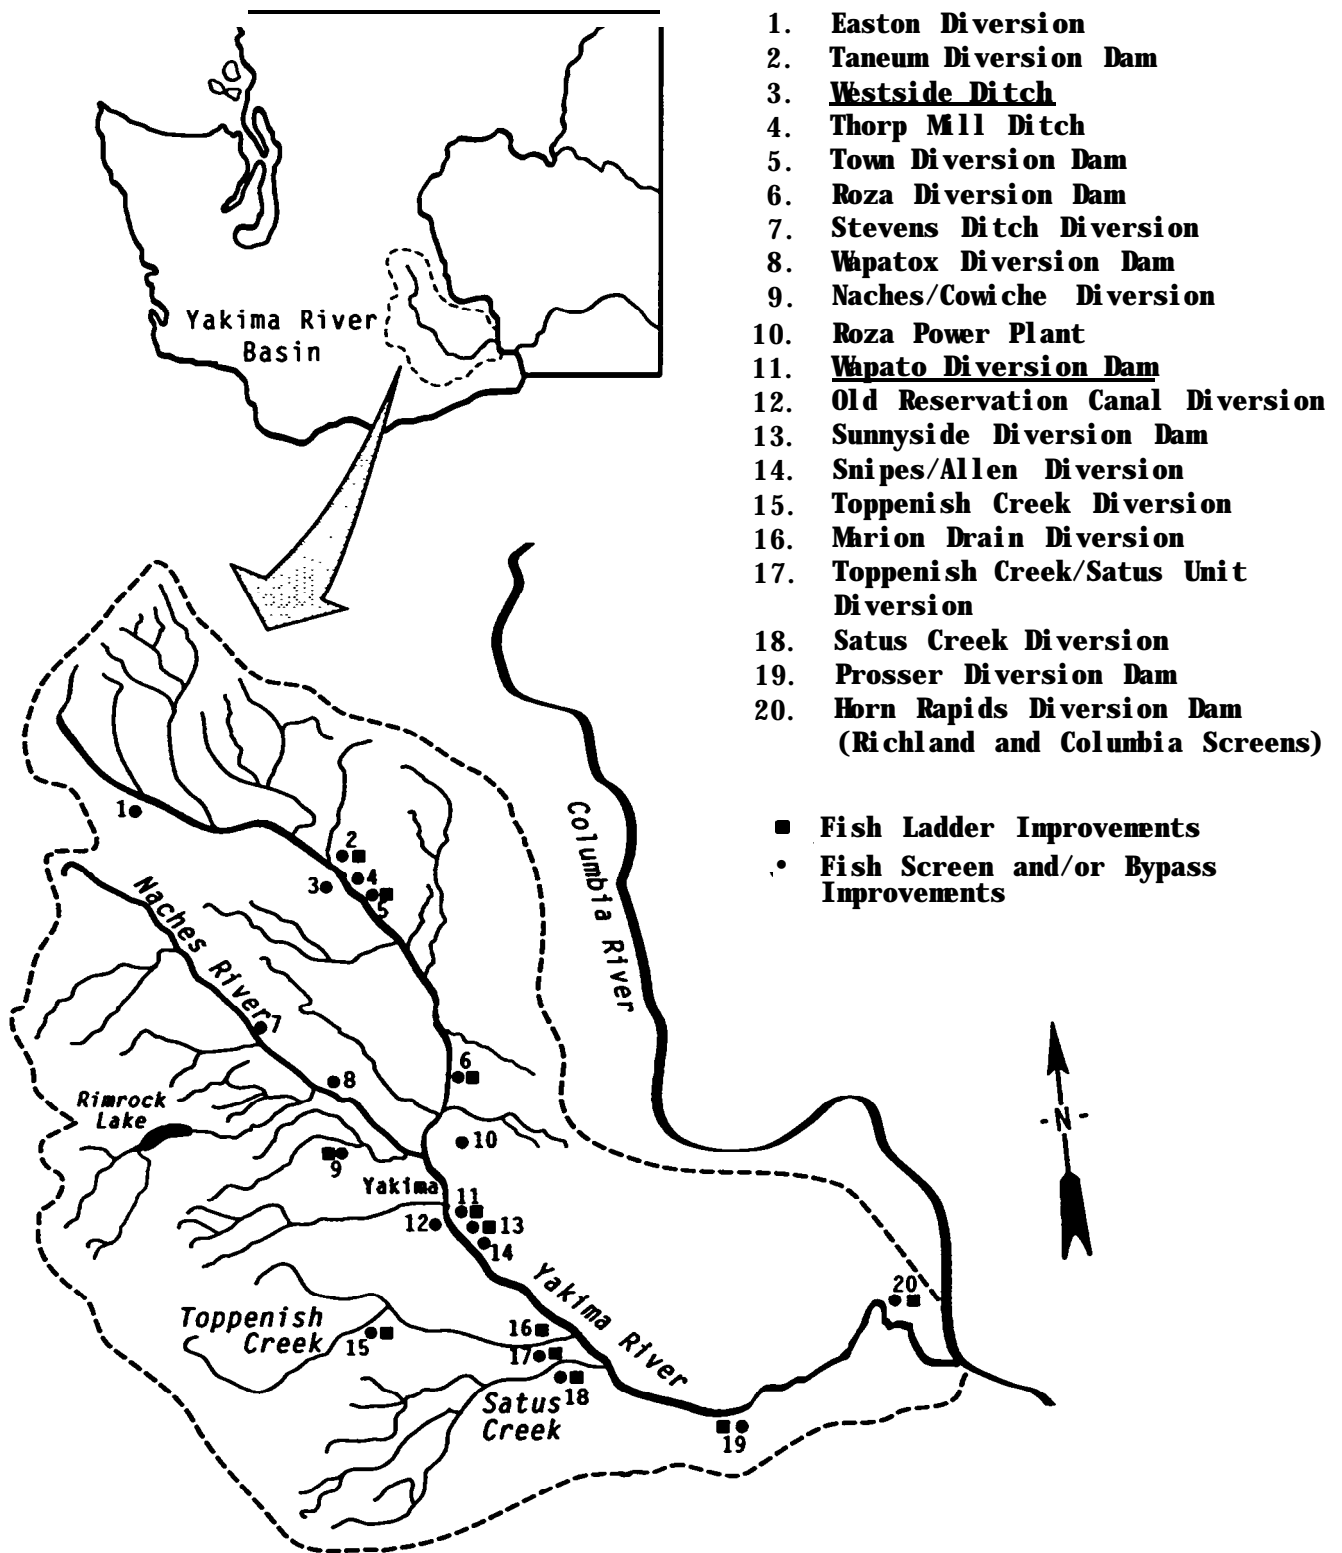 1. Easton Diversion
2. Taneum Diversion Dam
3. Westside Ditch
4. Thorp Mill Ditch
5. Town Diversion Dam
6. Roza Diversion Dam
7. Stevens Ditch Diversion
8. Wapatox Diversion Dam
9. Naches/Cowiche Diversion
10. Roza Power Plant
11. Wapato Diversion Dam
12. Old Reservation Canal Diversion
13. Sunnyside Diversion Dam
14. Snipes/Allen Diversion
15. Toppenish Creek Diversion
16. Marion Drain Diversion
17. Toppenish Creek/Satus Unit
Diversion
18. Satus Creek Diversion
19. Prosser Diversion Dam
20. Horn Rapids Diversion Dam
(Richland and Columbia Screens)
Fish Ladder Improvements
Fish Screen and/or Bypass
Improvements
Yakima River
Basin
1
2
3
4
5
Naches River
Columbia River
7
6
8
Rimrock
Lake
10
9
Yakima
11
12
13
14
N
Yakima River
20
Toppenish
Creek
15
16
17
18
Satus
Creek
19